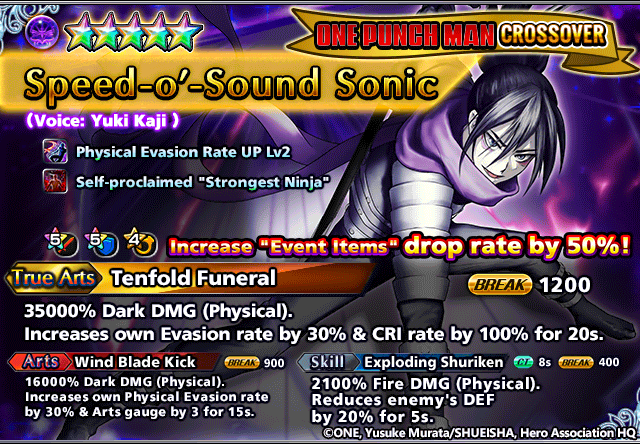 ONE PUNCH MAN CROSSOVER
Speed-o'-Sound Sonic
(Voice: Yuki Kaji )
Physical Evasion Rate UP Lv2
Self-proclaimed "Strongest Ninja"
5 5 4 Increase "Event Items" drop rate by 50%!
True Arts Tenfold Funeral BREAK 1200
35000% Dark DMG (Physical).
Increases own Evasion rate by 30% & CRI rate by 100% for 20s.
Arts Wind Blade Kick BREAK 900
16000% Dark DMG (Physical).
Increases own Physical Evasion rate
by 30% & Arts gauge by 3 for 15s.
Skill Exploding Shuriken CT 8s BREAK 400
2100% Fire DMG (Physical).
Reduces enemy's DEF
by 20% for 5s.
©ONE, Yusuke Murata/SHUEISHA, Hero Association HQ